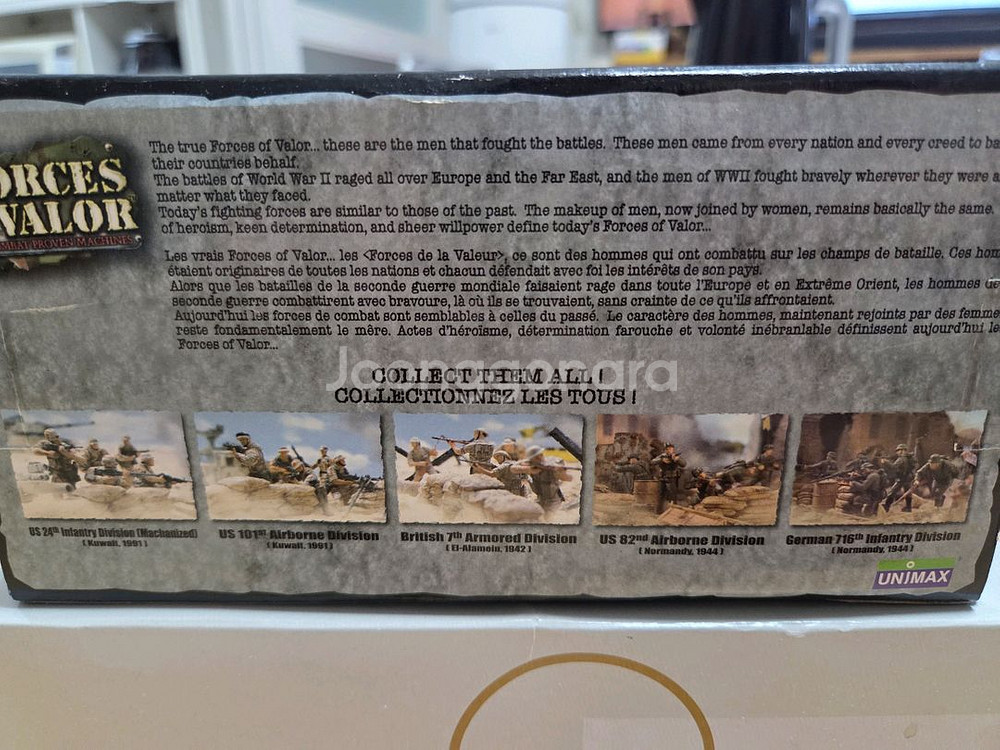 ORCES
VALOR
MBAT PROVEN MACHINES
The true Forces of Valor... these are the men that fought the battles. These men came from every nation and every creed to ba
their countries behalf.
The battles of World War II raged all over Europe and the Far East, and the men of WWII fought bravely wherever they were a
matter what they faced.
Today's fighting forces are similar to those of the past. The makeup of men, now joined by women, remains basically the same.
of heroism, keen determination, and sheer willpower define today's Forces of Valor...
Les vrais Forces of Valor... les <Forces de la Valeur>, ce sont des hommes qui ont combattu sur les champs de bataille. Ces hom
étaient originaires de toutes les nations et chacun défendait avec foi les intérêts de son pays.
Alors que les batailles de la seconde guerre mondiale faisaient rage dans toute l'Europe et en Extrême Orient, les hommes de
seconde guerre combattirent avec bravoure, là où ils se trouvaient, sans crainte de ce qu'ils affrontaient.
Aujourd'hui les forces de combat sont semblables à celles du passé. Le caractère des hommes, maintenant rejoints par des femme
reste fondamentalement le mêre. Actes d'héroïsme, détermination farouche et volonté inébranlable définissent aujourd'hui le
Forces of Valor...
Joonggonara
COLLECT THEM ALL !
COLLECTIONNEZ LES TOUS !
US 24th Infantry Division (Machanized)
( Kuwait, 1991 )
US 101st Airborne Division
( Kuwait, 1991 )
British 7th Armored Division
( El-Alamein, 1942 )
US 82nd Airborne Division
( Normandy, 1944 )
German 716th Infantry Division
( Normandy, 1944 )
UNIMAX